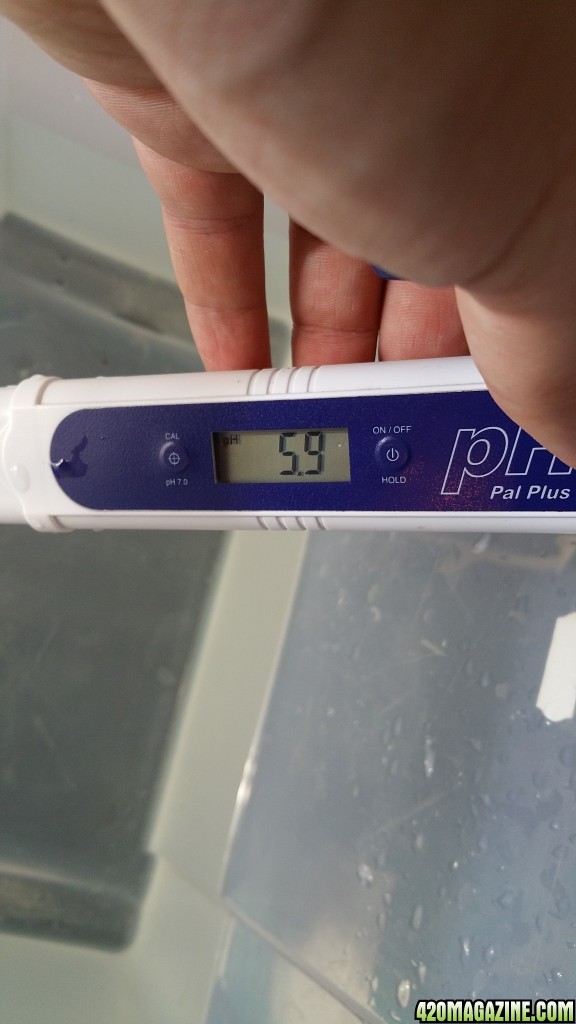 CAL
pH 7.0
pH
5.9
ON / OFF
HOLD
pH
Pal Plus
420MAGAZINE.COM